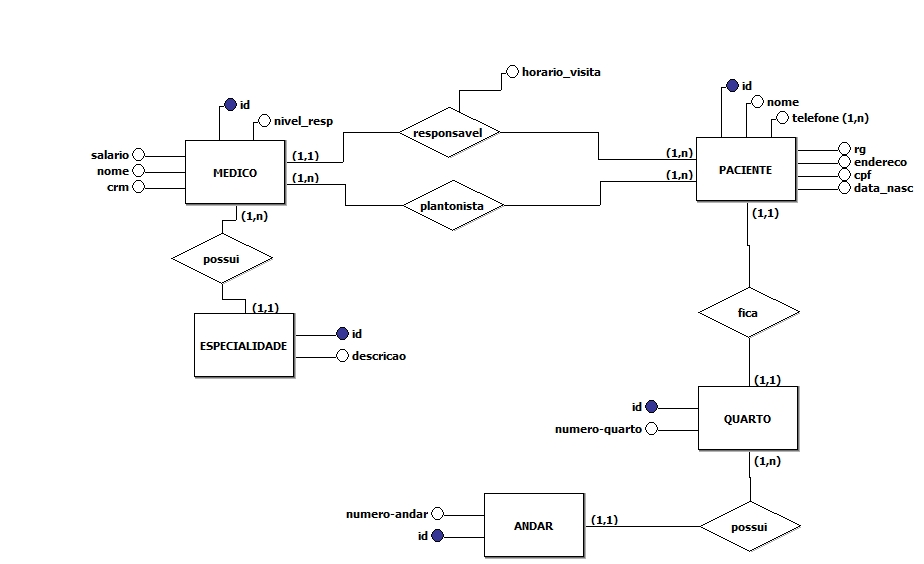 horario_visita
id
nome
telefone (1,n)
id
nivel_resp
responsavel
salario
nome
crm
MEDICO
(1,1)
(1,n)
(1,n)
(1,n)
PACIENTE
rg
endereco
cpf
data_nasc
plantonista
(1,n)
(1,1)
possui
(1,1)
fica
ESPECIALIDADE
id
descricao
(1,1)
id
numero-quarto
QUARTO
(1,n)
numero-andar
id
ANDAR
(1,1)
possui